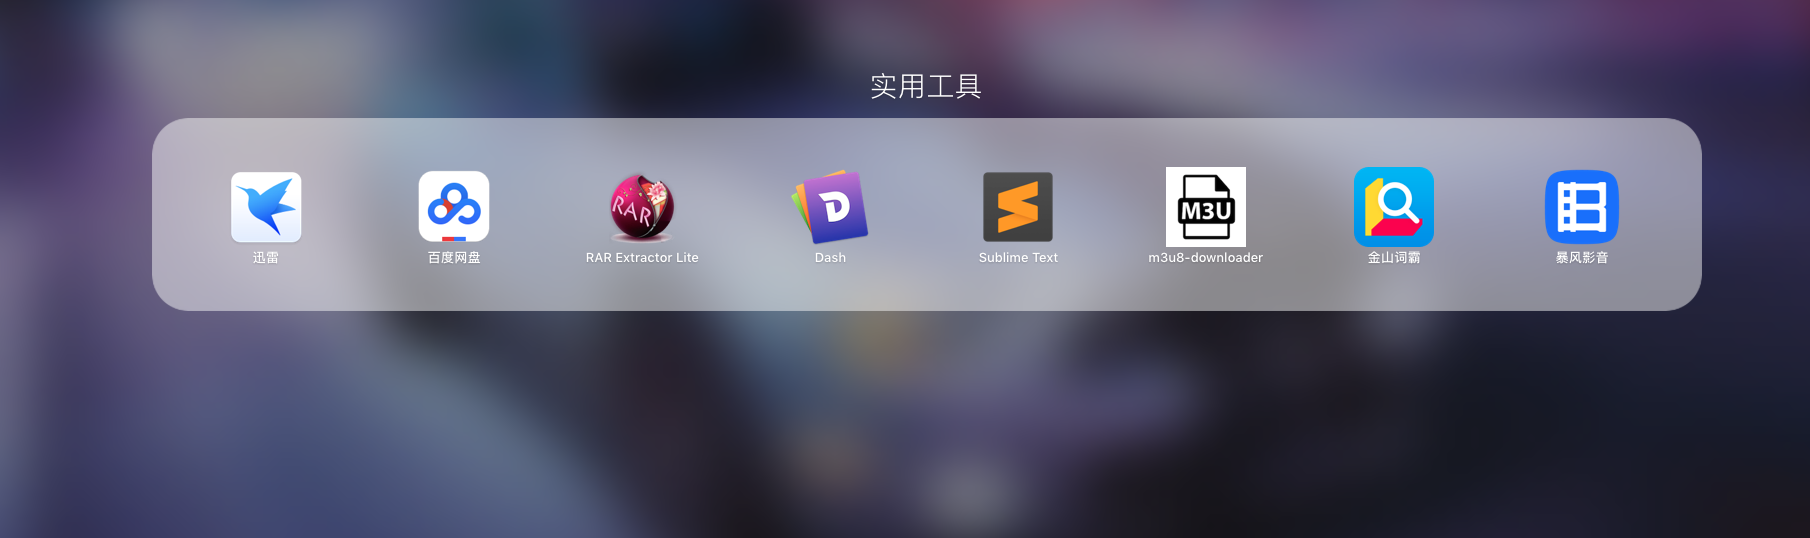 实用工具
迅雷
百度网盘
RAR
RAR Extractor Lite
D
Dash
Sublime Text
M3U
m3u8-downloader
金山词霸
暴风影音